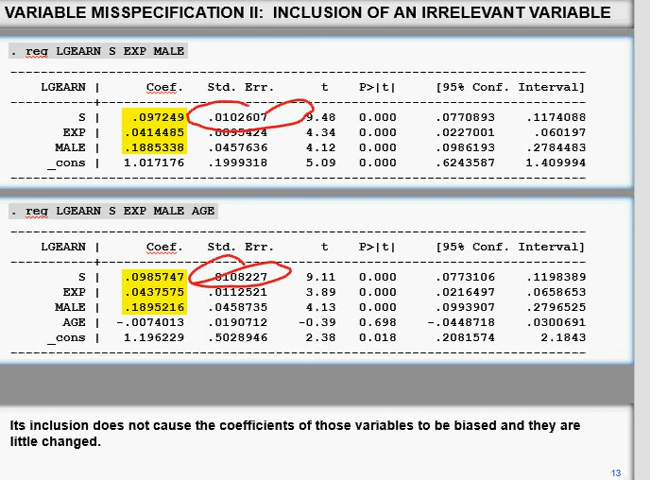 VARIABLE MISSPECIFICATION II: INCLUSION OF AN IRRELEVANT VARIABLE
. reg LGEARN S EXP MALE
LGEARN | Coef. Std. Err. t P>|t| [95% Conf. Interval]
S | .097249 .0102607 9.48 0.000 .0770893 .1174088
EXP | .0414485 .0095424 4.34 0.000 .0227001 .060197
MALE | .1885338 .0457636 4.12 0.000 .0986193 .2784483
_cons | 1.017176 .1999318 5.09 0.000 .6243587 1.409994
. reg LGEARN S EXP MALE AGE
LGEARN | Coef. Std. Err. t P>|t| [95% Conf. Interval]
S | .0985747 .0108227 9.11 0.000 .0773106 .1198389
EXP | .0437575 .0112521 3.89 0.000 .0216497 .0658653
MALE | .1895216 .0458735 4.13 0.000 .0993907 .2796525
AGE | -.0074013 .0190712 -0.39 0.698 -.0448718 .0300691
_cons | 1.196229 .5028946 2.38 0.018 .2081574 2.1843
Its inclusion does not cause the coefficients of those variables to be biased and they are
little changed.
13